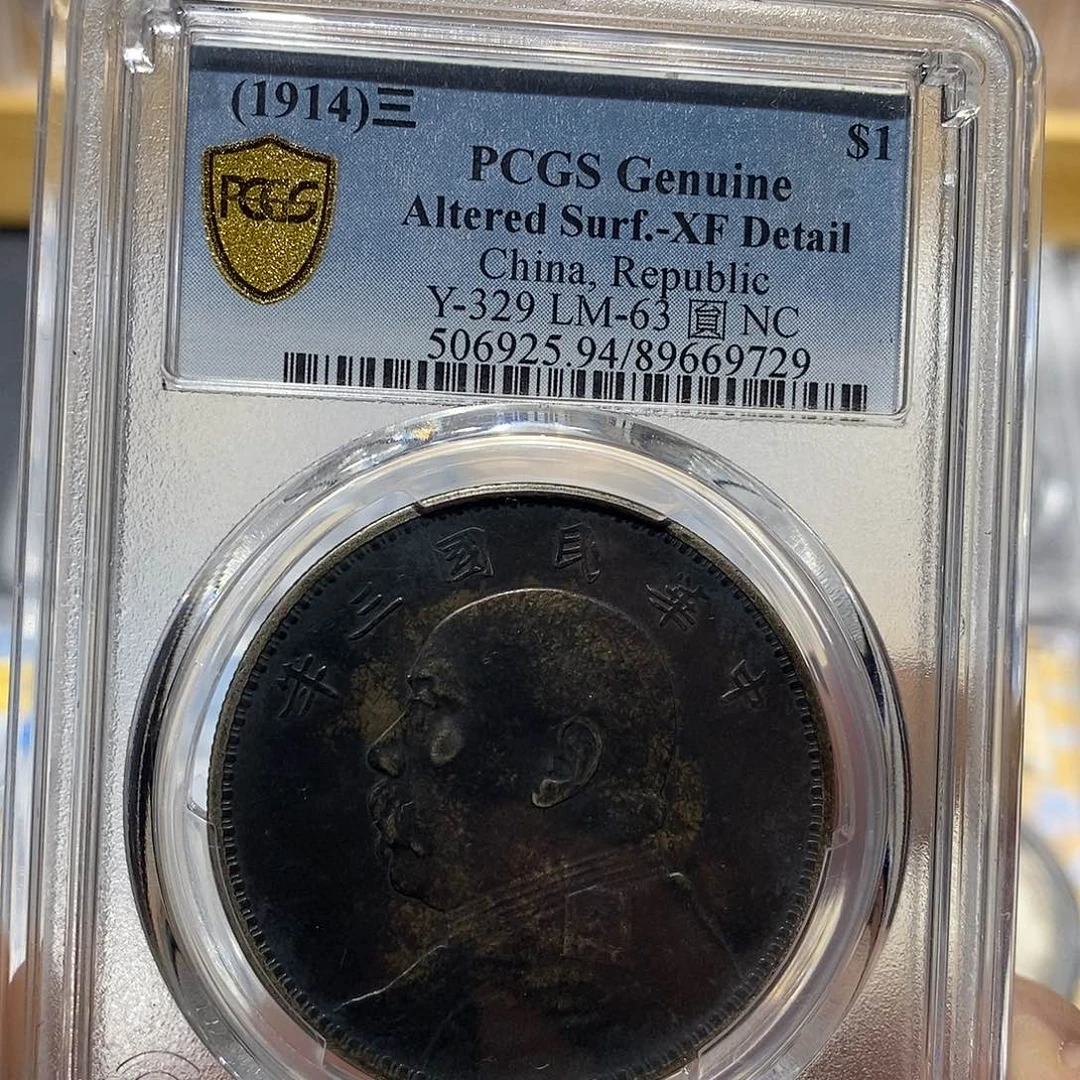 (1914)三
$1
PCGS
PCGS Genuine
Altered Surf.-XF Detail
China, Republic
Y-329 LM-63 圓 NC
506925.94/89669729
中華民國三年